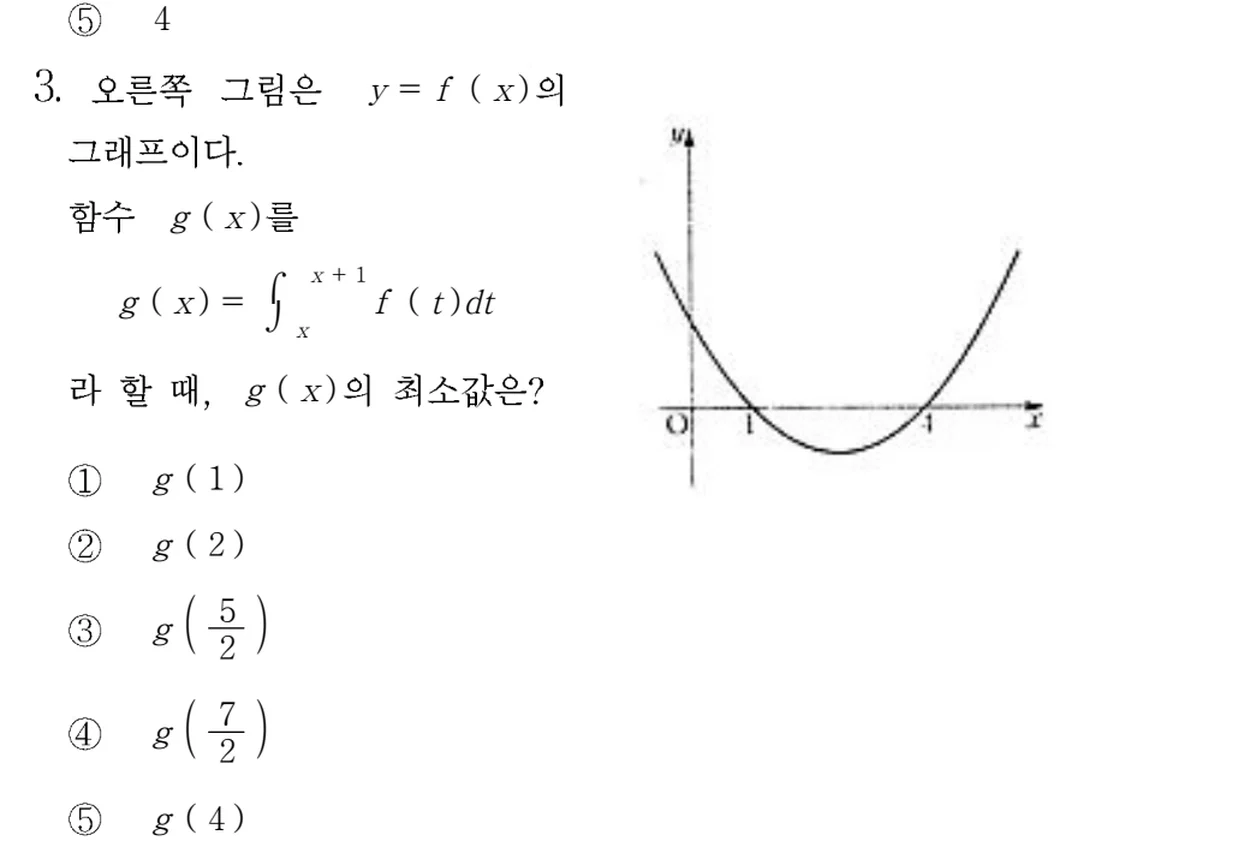 ⑤ 4
3. 오른쪽 그림은 y = f ( x)의
그래프이다.
함수 g ( x)를
g ( x) = ∫_x^{x+1} f ( t)dt
라 할 때, g ( x)의 최소값은?
① g ( 1)
② g ( 2)
③ g ( 5/2 )
④ g ( 7/2 )
⑤ g ( 4)
y
O 1 4 x